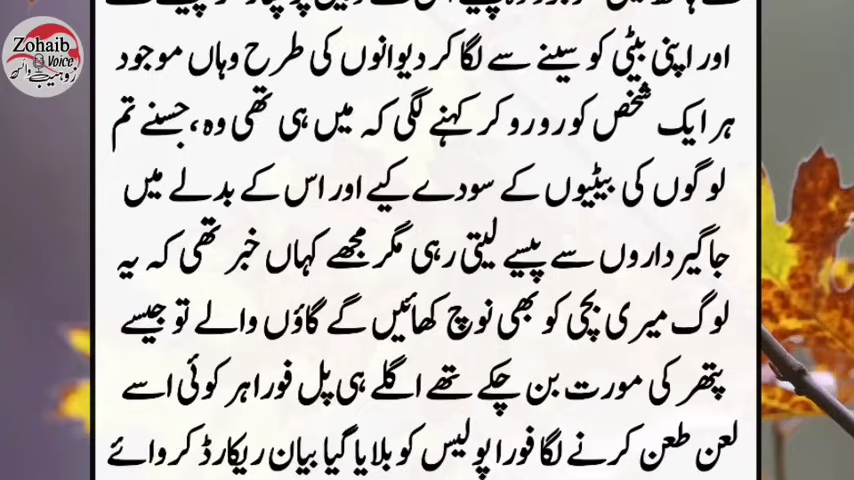 Zohaib
Voice
زوہیب وائس
اور اپنی بیٹی کو سینے سے لگا کر دیوانوں کی طرح وہاں موجود
ہر ایک شخص کو رو رو کر کہنے لگی کہ میں ہی تھی وہ ، جسنے تم
لوگوں کی بیٹیوں کے سودے کیے اور اس کے بدلے میں
جاگیرداروں سے پیسے لیتی رہی مگر مجھے کہاں خبر تھی کہ یہ
لوگ میری بچی کو بھی نوچ کھائیں گے گاؤں والے تو جیسے
پتھر کی مورت بن چکے تھے اگلے ہی پل فورا ہر کوئی اسے
لعن طعن کرنے لگا فورا پولیس کو بلایا گیا بیان ریکارڈ کروائے